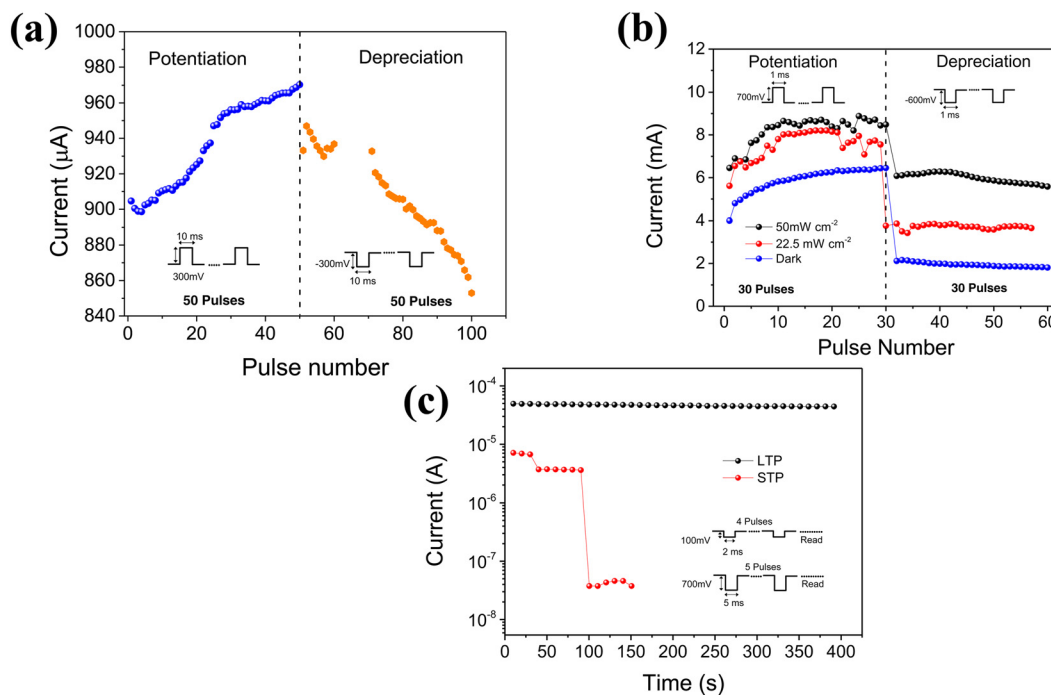 (a)
1000
980
960
940
920
900
880
860
840
Current (μA)
Potentiation
Depreciation
10 ms
300mV
50 Pulses
-300mV
10 ms
50 Pulses
0 20 40 60 80 100
Pulse number
(b)
12
10
8
6
4
2
0
Current (mA)
Potentiation
1 ms
700mV
Depreciation
-600mV
1 ms
50mW cm-2
22.5 mW cm-2
Dark
30 Pulses
30 Pulses
0 10 20 30 40 50 60
Pulse Number
(c)
10-4
10-5
10-6
10-7
10-8
Current (A)
LTP
STP
4 Pulses
100mV
2 ms
Read
5 Pulses
700mV
5 ms
Read
0 50 100 150 200 250 300 350 400
Time (s)